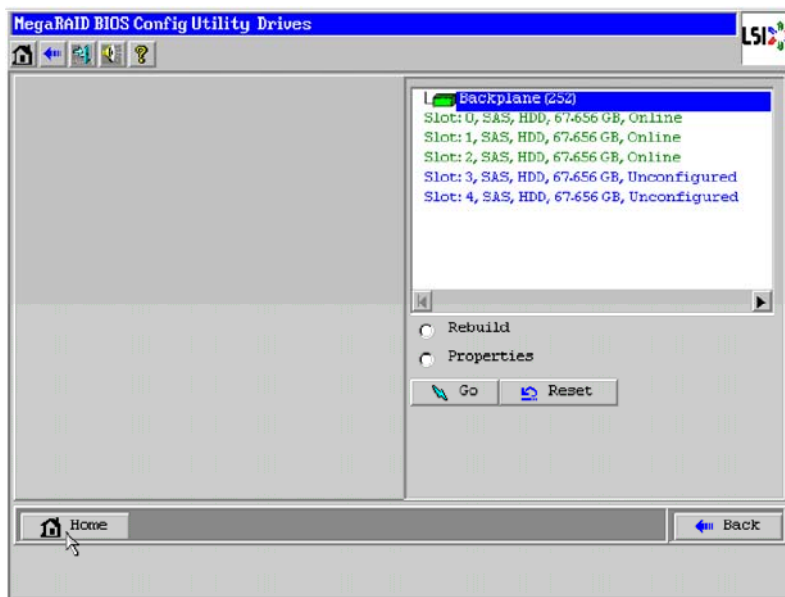 MegaRAID BIOS Config Utility Drives
LSI
Backplane (252)
Slot: 0, SAS, HDD, 67.656 GB, Online
Slot: 1, SAS, HDD, 67.656 GB, Online
Slot: 2, SAS, HDD, 67.656 GB, Online
Slot: 3, SAS, HDD, 67.656 GB, Unconfigured
Slot: 4, SAS, HDD, 67.656 GB, Unconfigured
Rebuild
Properties
Go
Reset
Home
Back